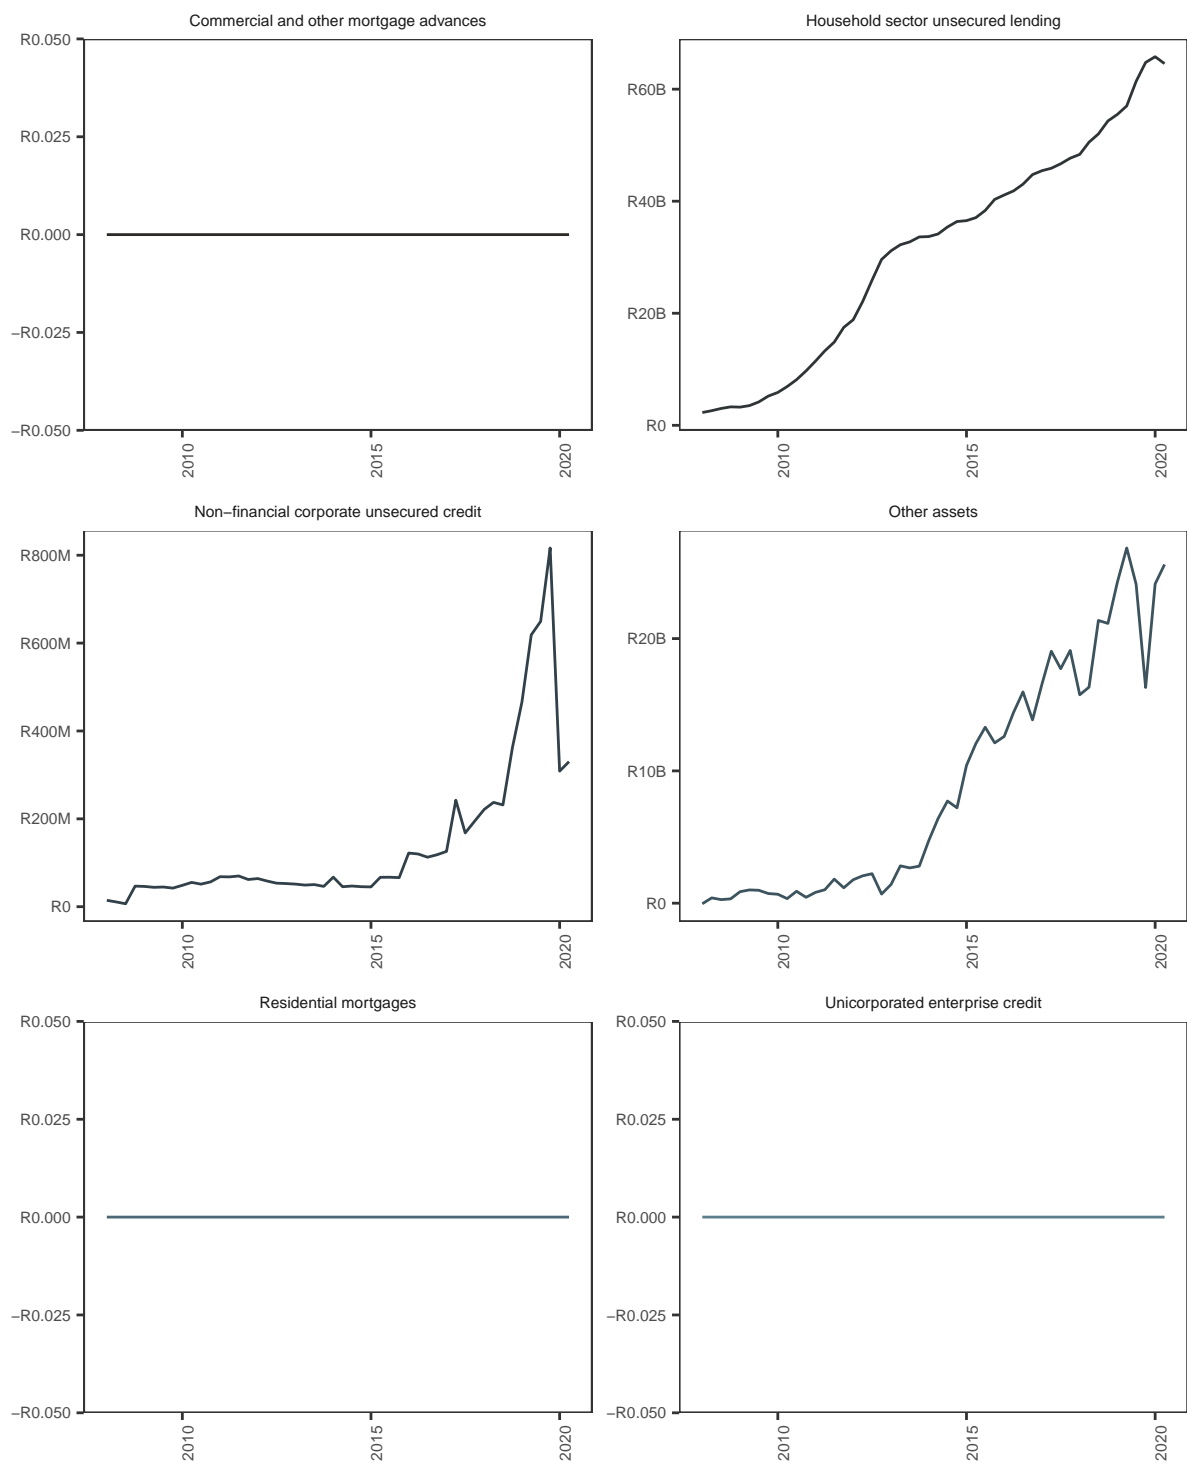 Commercial and other mortgage advances
R0.050
R0.025
R0.000
−R0.025
−R0.050
2010
2015
2020
Household sector unsecured lending
R60B
R40B
R20B
R0
2010
2015
2020
Non−financial corporate unsecured credit
R800M
R600M
R400M
R200M
R0
2010
2015
2020
Other assets
R20B
R10B
R0
2010
2015
2020
Residential mortgages
R0.050
R0.025
R0.000
−R0.025
−R0.050
2010
2015
2020
Unicorporated enterprise credit
R0.050
R0.025
R0.000
−R0.025
−R0.050
2010
2015
2020